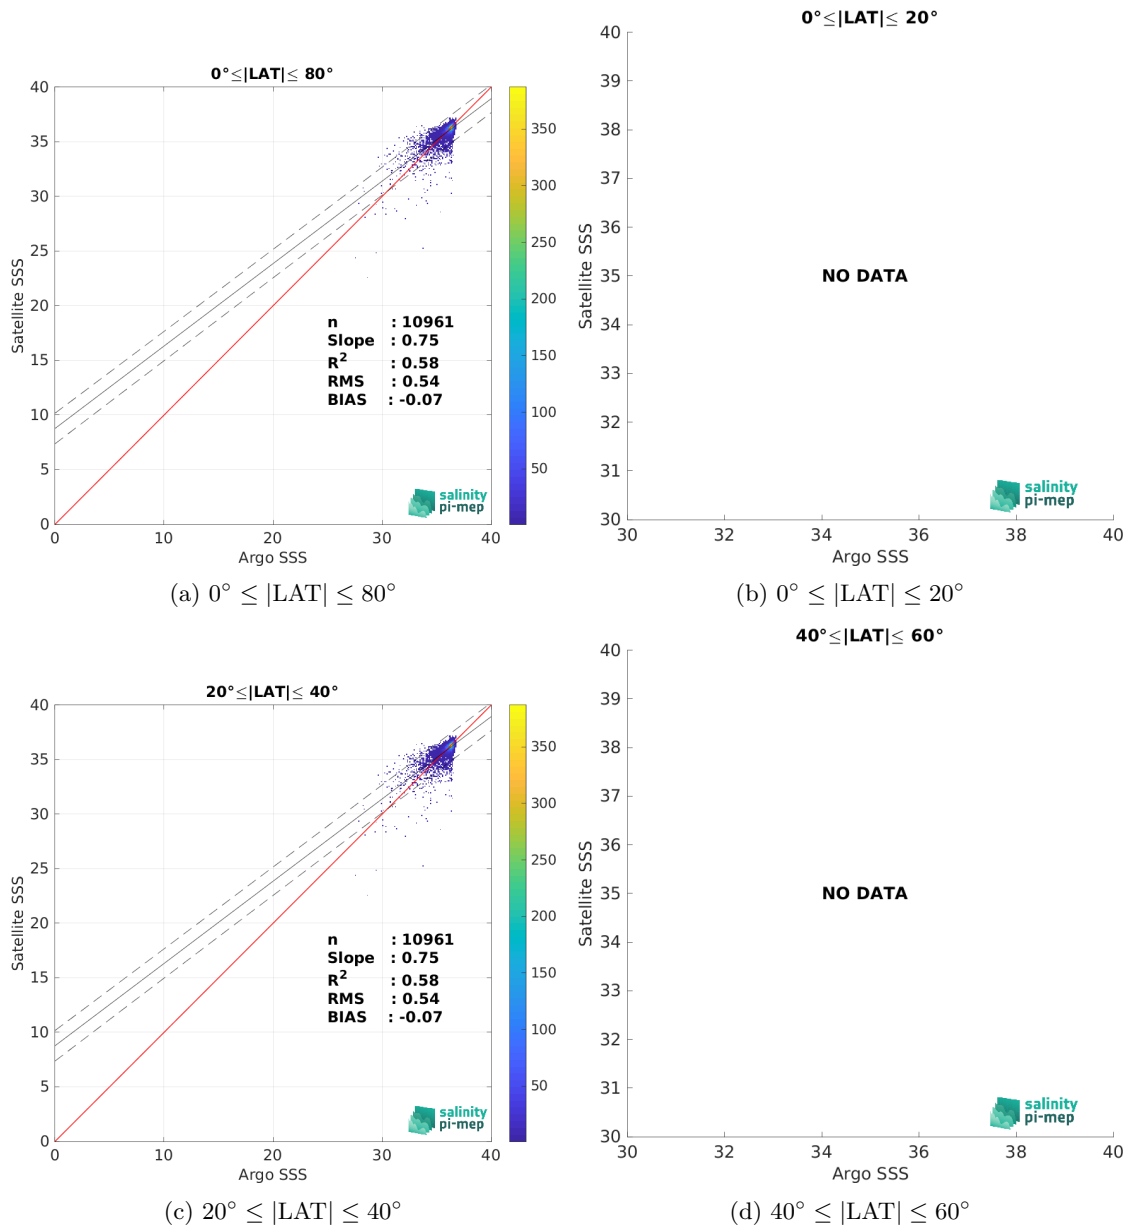 0°≤|LAT|≤ 80°
40
35
30
25
20
15
10
5
0
0
10
20
30
40
Satellite SSS
Argo SSS
n : 10961
Slope : 0.75
R² : 0.58
RMS : 0.54
BIAS : -0.07
salinity
pi-mep
350
300
250
200
150
100
50
(a) 0° ≤ |LAT| ≤ 80°
0°≤|LAT|≤ 20°
40
39
38
37
36
35
34
33
32
31
30
30
32
34
36
38
40
Satellite SSS
Argo SSS
NO DATA
salinity
pi-mep
(b) 0° ≤ |LAT| ≤ 20°
20°≤|LAT|≤ 40°
40
35
30
25
20
15
10
5
0
0
10
20
30
40
Satellite SSS
Argo SSS
n : 10961
Slope : 0.75
R² : 0.58
RMS : 0.54
BIAS : -0.07
salinity
pi-mep
350
300
250
200
150
100
50
(c) 20° ≤ |LAT| ≤ 40°
40°≤|LAT|≤ 60°
40
39
38
37
36
35
34
33
32
31
30
30
32
34
36
38
40
Satellite SSS
Argo SSS
NO DATA
salinity
pi-mep
(d) 40° ≤ |LAT| ≤ 60°